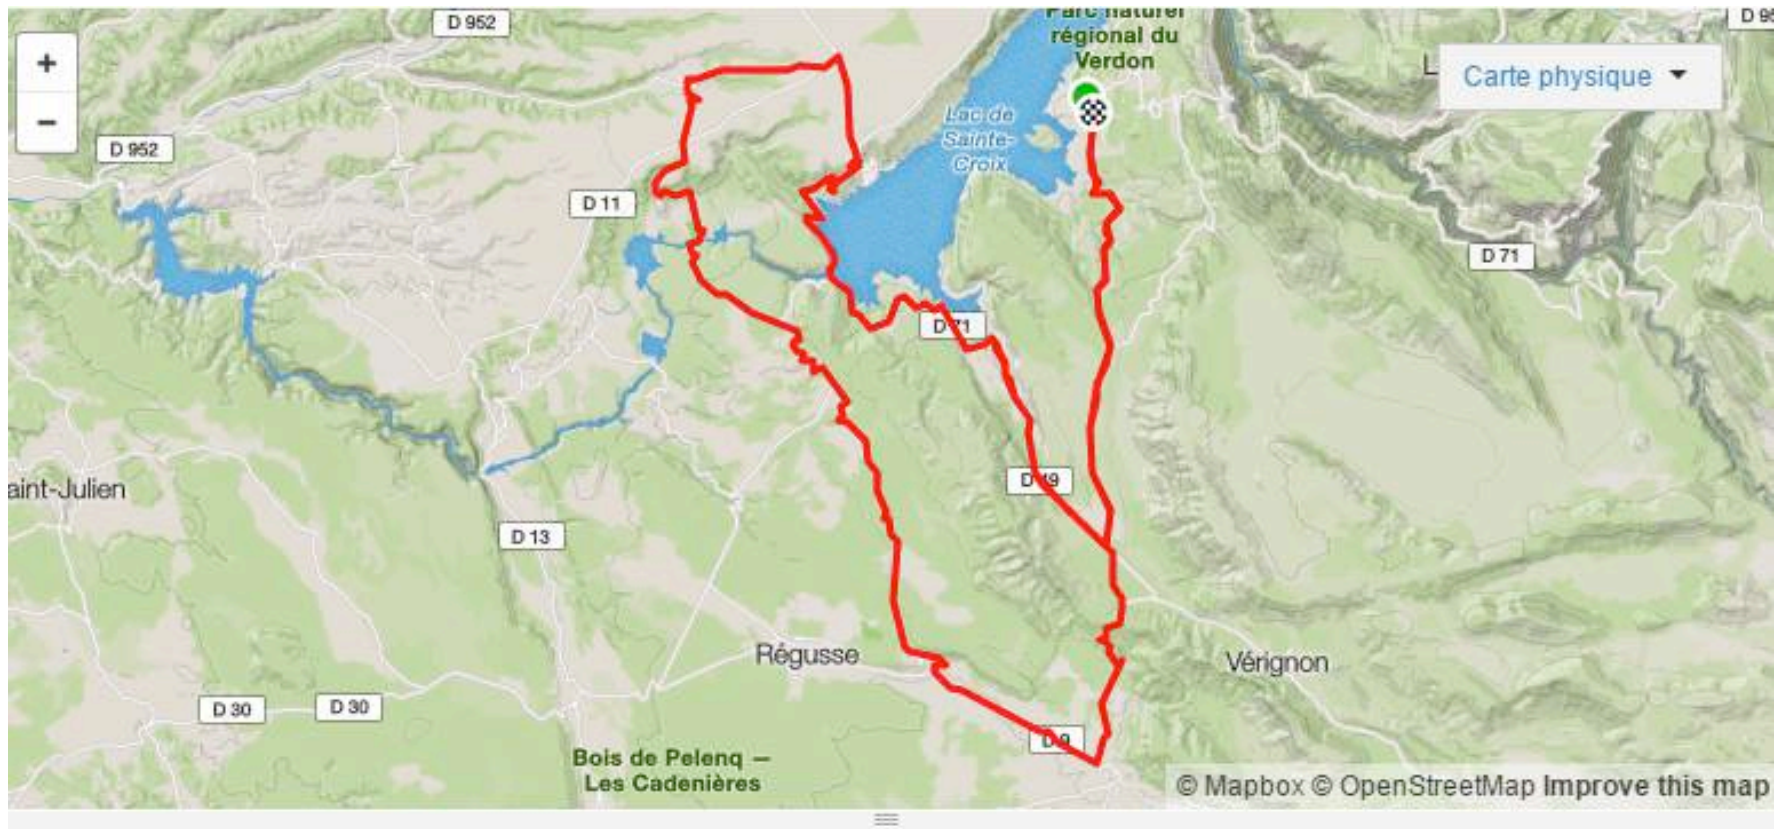 D 952
Parc naturel
régional du
Verdon
+
−
Carte physique
D 952
Lac de
Sainte-
Croix
D 11
D 71
D 71
D 49
aint-Julien
D 13
Régusse
Vérignon
D 30
D 30
D 9
Bois de Pelenq —
Les Cadenières
© Mapbox © OpenStreetMap Improve this map